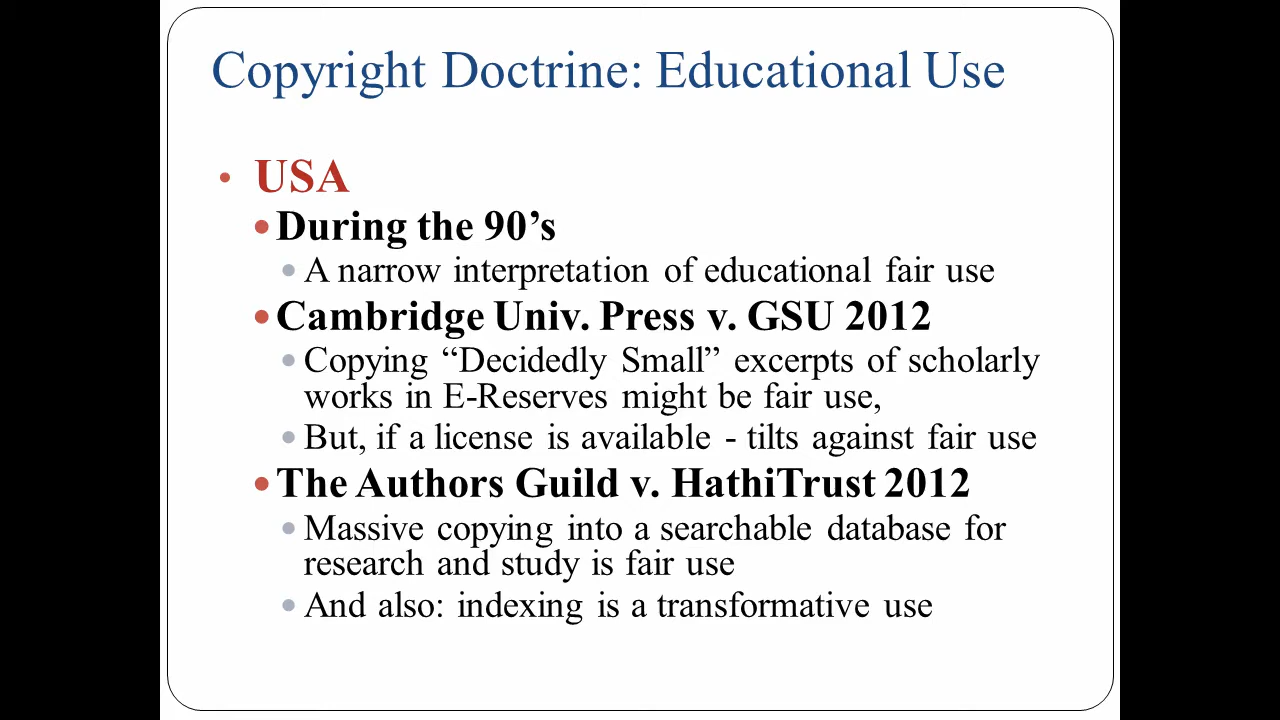 Copyright Doctrine: Educational Use
• USA
• During the 90’s
• A narrow interpretation of educational fair use
• Cambridge Univ. Press v. GSU 2012
• Copying “Decidedly Small” excerpts of scholarly
works in E-Reserves might be fair use,
• But, if a license is available - tilts against fair use
• The Authors Guild v. HathiTrust 2012
• Massive copying into a searchable database for
research and study is fair use
• And also: indexing is a transformative use